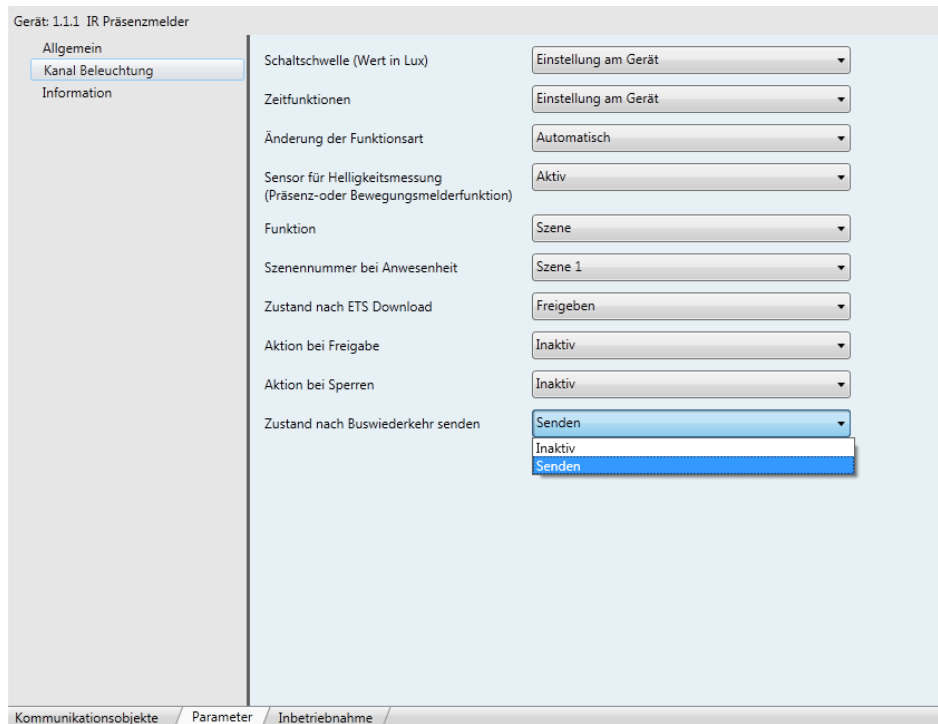 Gerät: 1.1.1 IR Präsenzmelder
Allgemein
Kanal Beleuchtung
Information
Schaltschwelle (Wert in Lux)
Einstellung am Gerät
Zeitfunktionen
Einstellung am Gerät
Änderung der Funktionsart
Automatisch
Sensor für Helligkeitsmessung
(Präsenz-oder Bewegungsmelderfunktion)
Aktiv
Funktion
Szene
Szenennummer bei Anwesenheit
Szene 1
Zustand nach ETS Download
Freigeben
Aktion bei Freigabe
Inaktiv
Aktion bei Sperren
Inaktiv
Zustand nach Buswiederkehr senden
Senden
Inaktiv
Senden
Kommunikationsobjekte
Parameter
Inbetriebnahme